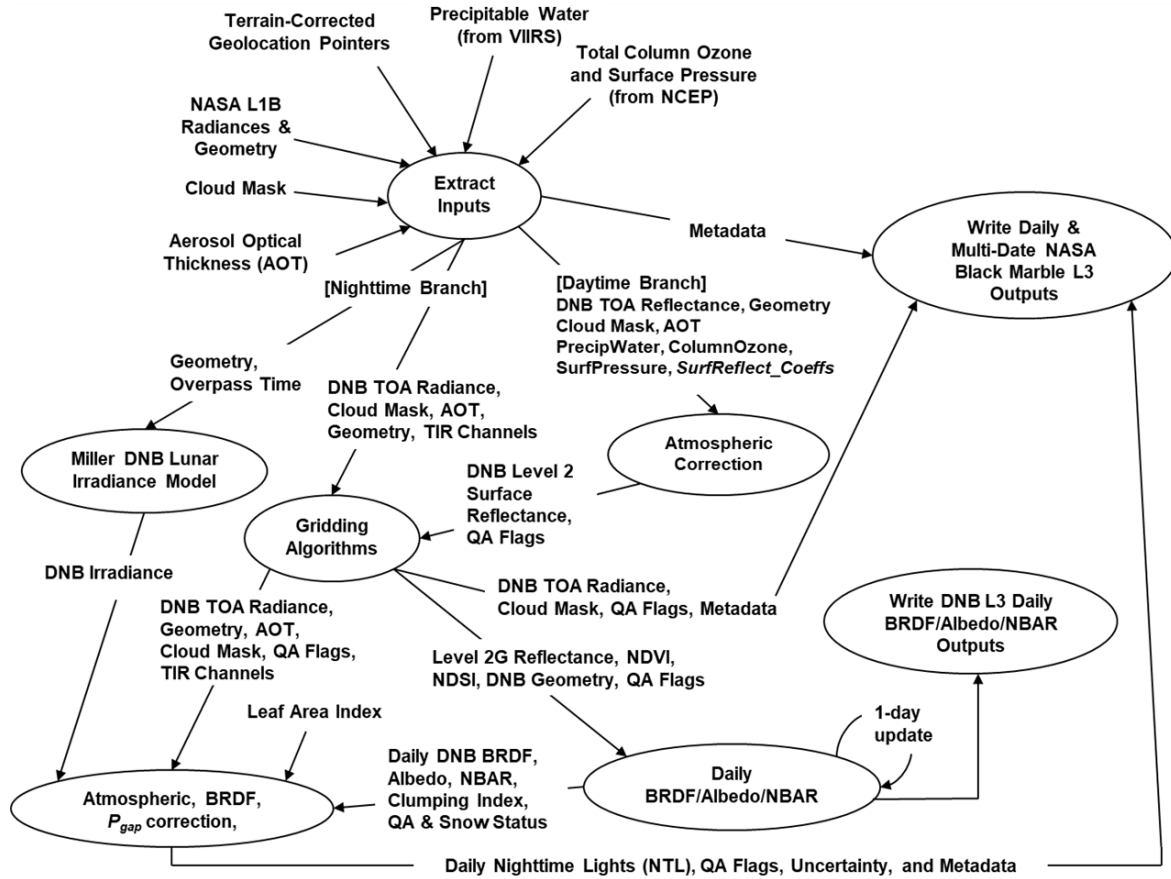 Terrain-Corrected
Geolocation Pointers
Precipitable Water
(from VIIRS)
Total Column Ozone
and Surface Pressure
(from NCEP)
NASA L1B
Radiances &
Geometry
Cloud Mask
Aerosol Optical
Thickness (AOT)
Extract
Inputs
Metadata
Write Daily &
Multi-Date NASA
Black Marble L3
Outputs
[Nighttime Branch]
[Daytime Branch]
DNB TOA Reflectance, Geometry
Cloud Mask, AOT
PrecipWater, ColumnOzone,
SurfPressure, SurfReflect_Coeffs
Geometry,
Overpass Time
DNB TOA Radiance,
Cloud Mask, AOT,
Geometry, TIR Channels
Miller DNB Lunar
Irradiance Model
Atmospheric
Correction
DNB Level 2
Surface
Reflectance,
QA Flags
Gridding
Algorithms
DNB Irradiance
DNB TOA Radiance,
Geometry, AOT,
Cloud Mask, QA Flags,
TIR Channels
DNB TOA Radiance,
Cloud Mask, QA Flags, Metadata
Write DNB L3 Daily
BRDF/Albedo/NBAR
Outputs
Level 2G Reflectance, NDVI,
NDSI, DNB Geometry, QA Flags
Leaf Area Index
1-day
update
Daily DNB BRDF,
Albedo, NBAR,
Clumping Index,
QA & Snow Status
Daily
BRDF/Albedo/NBAR
Atmospheric, BRDF,
Pgap correction,
Daily Nighttime Lights (NTL), QA Flags, Uncertainty, and Metadata